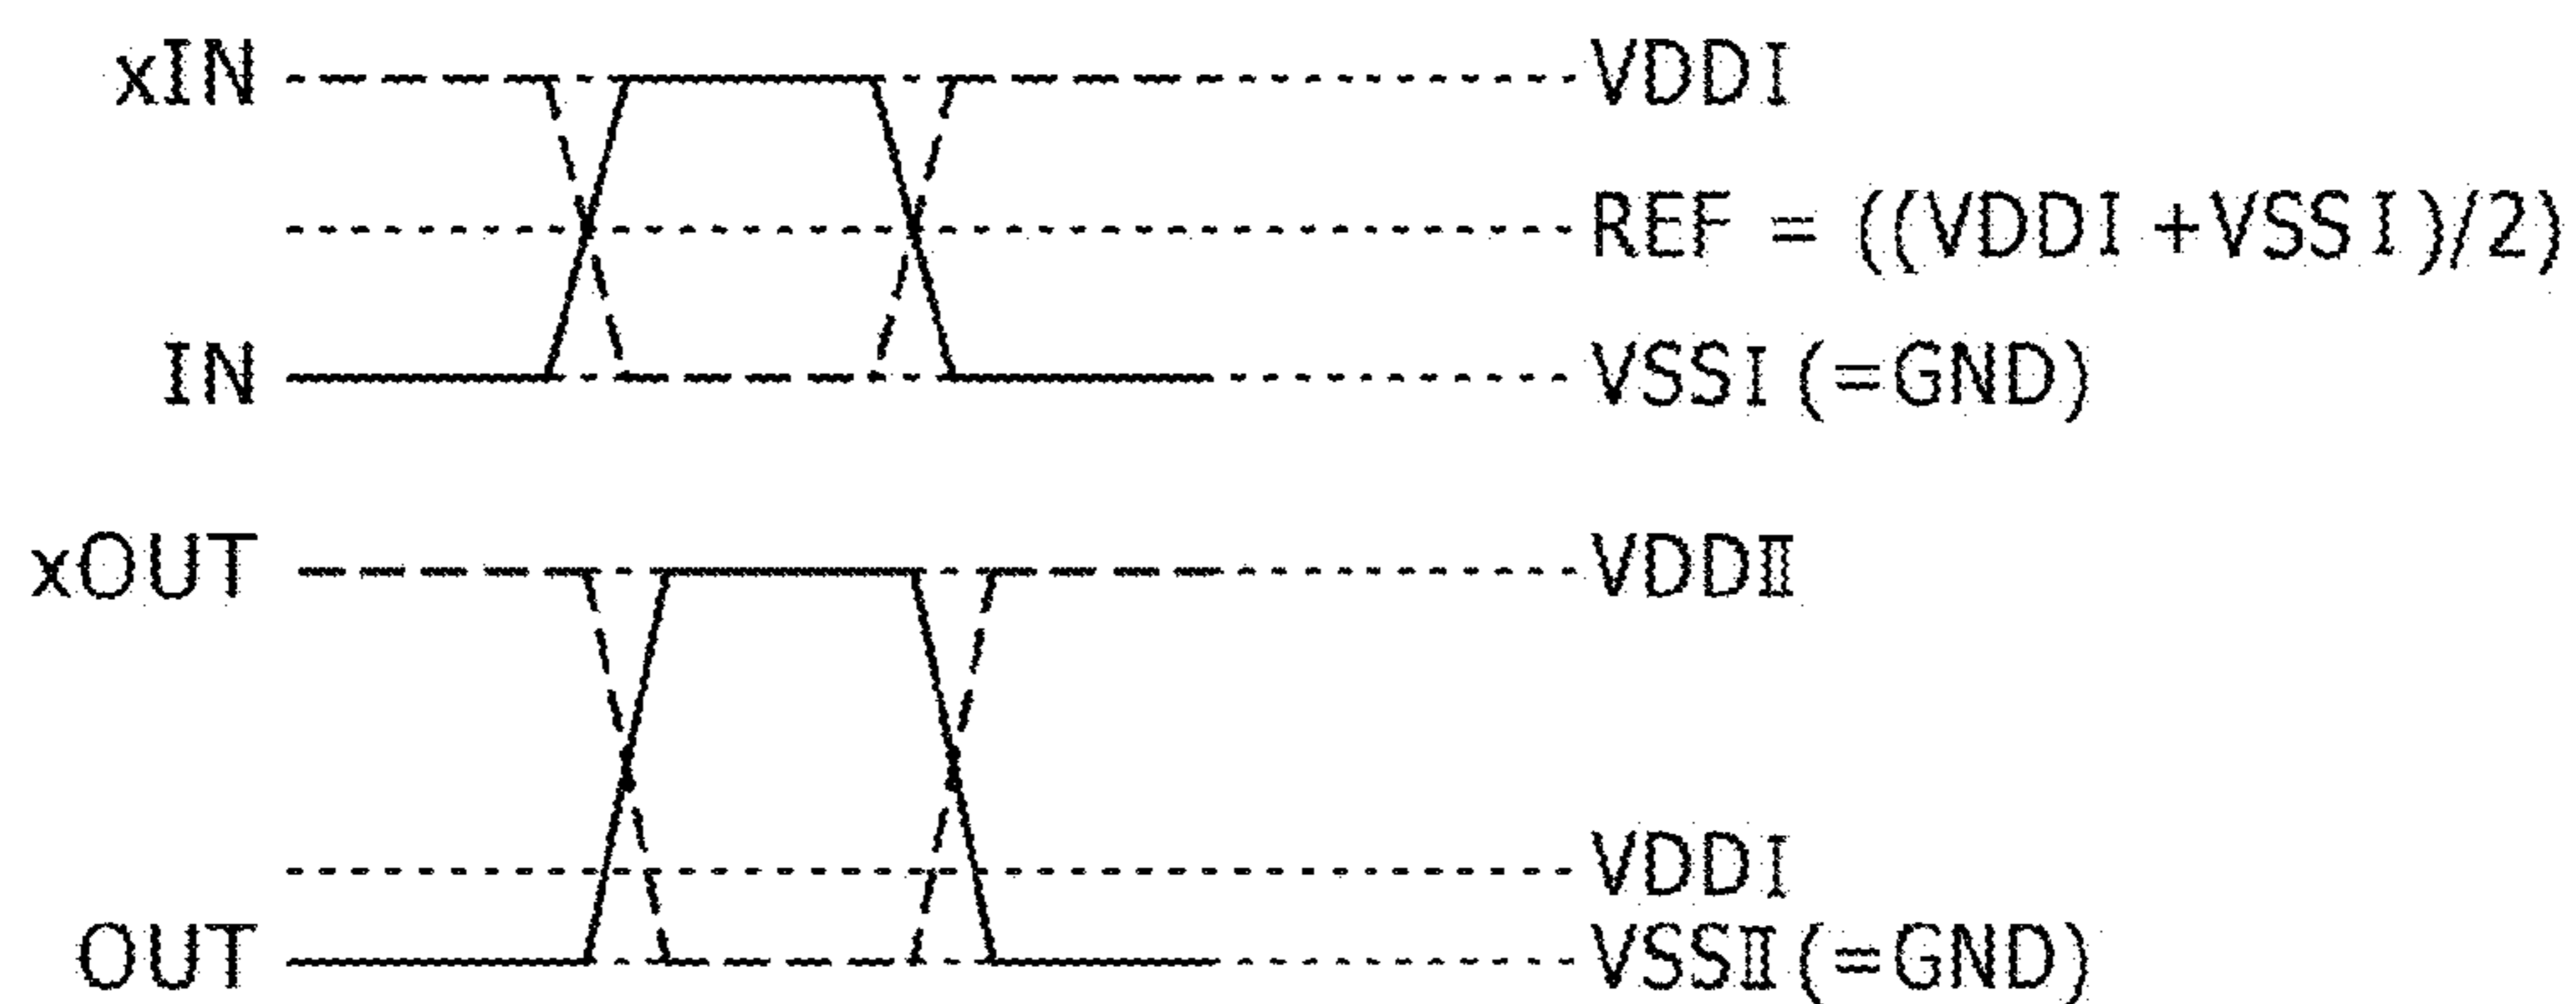 xIN VDDI
REF = ((VDDI+VSSI)/2)
IN VSSI(=GND)
xOUT VDDⅡ
VDDI
OUT VSSⅡ(=GND)